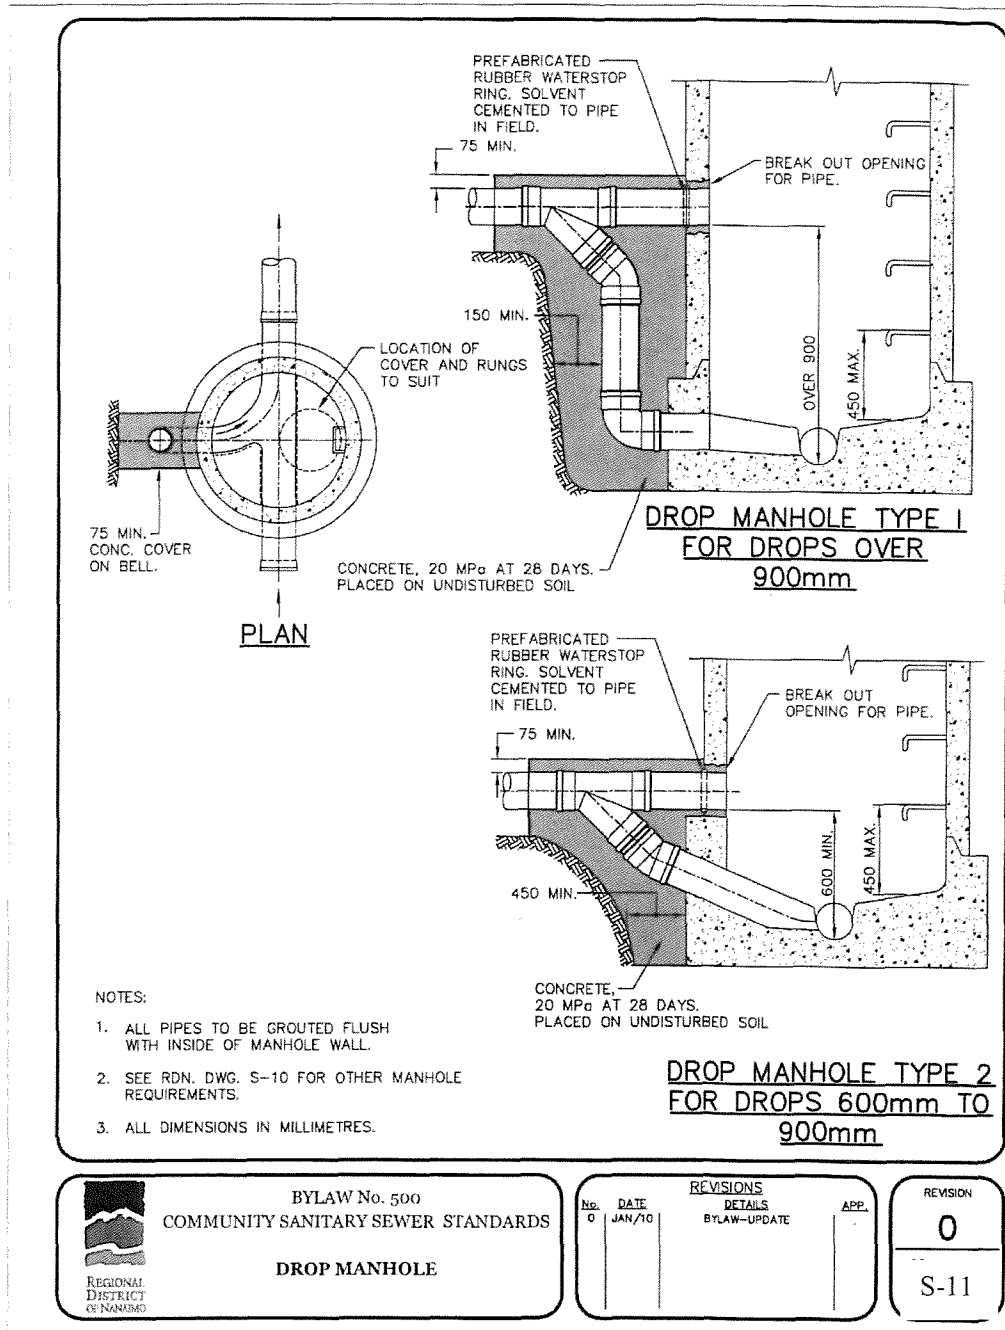 PREFABRICATED
RUBBER WATERSTOP
RING. SOLVENT
CEMENTED TO PIPE
IN FIELD.
75 MIN.
BREAK OUT OPENING
FOR PIPE.
150 MIN.
LOCATION OF
COVER AND RUNGS
TO SUIT
OVER 900
450 MAX.
75 MIN.
CONC. COVER
ON BELL.
CONCRETE, 20 MPa AT 28 DAYS.
PLACED ON UNDISTURBED SOIL
PLAN
DROP MANHOLE TYPE 1
FOR DROPS OVER
900mm
PREFABRICATED
RUBBER WATERSTOP
RING. SOLVENT
CEMENTED TO PIPE
IN FIELD.
75 MIN.
BREAK OUT
OPENING FOR PIPE.
600 MIN.
450 MAX.
450 MIN.
CONCRETE,
20 MPa AT 28 DAYS.
PLACED ON UNDISTURBED SOIL
DROP MANHOLE TYPE 2
FOR DROPS 600mm TO
900mm
NOTES:
1. ALL PIPES TO BE GROUTED FLUSH
WITH INSIDE OF MANHOLE WALL.
2. SEE RDN. DWG. S-10 FOR OTHER MANHOLE
REQUIREMENTS.
3. ALL DIMENSIONS IN MILLIMETRES.
REGIONAL
DISTRICT
OF NANAIMO
BYLAW No. 500
COMMUNITY SANITARY SEWER STANDARDS
DROP MANHOLE
REVISIONS
No. DATE DETAILS APP.
0 JAN/10 BYLAW-UPDATE
REVISION
0
S-11